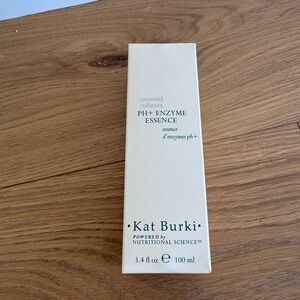 essential
radiance
PH+ ENZYME
ESSENCE
essence
d'enzymes ph+
•Kat Burki•
POWERED by
NUTRITIONAL SCIENCE™
3.4 fl oz ℮ 100 ml